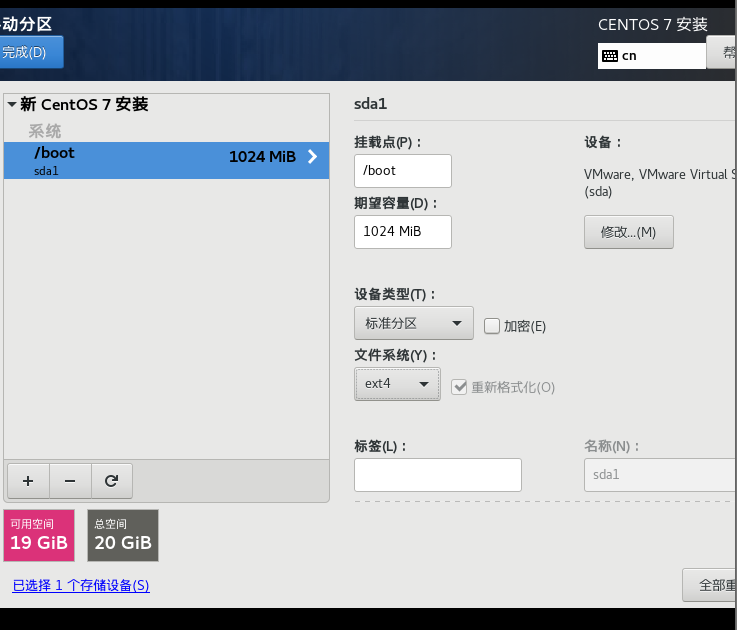 动分区
CENTOS 7 安装
完成(D)
cn
帮
新 CentOS 7 安装
系统
/boot
1024 MiB
sda1
sda1
挂载点(P)：
/boot
设备：
VMware, VMware Virtual S
(sda)
期望容量(D)：
1024 MiB
修改...(M)
设备类型(T)：
标准分区
加密(E)
文件系统(Y)：
ext4
重新格式化(O)
标签(L)：
名称(N)：
sda1
+
-
可用空间
19 GiB
总空间
20 GiB
已选择 1 个存储设备(S)
全部重